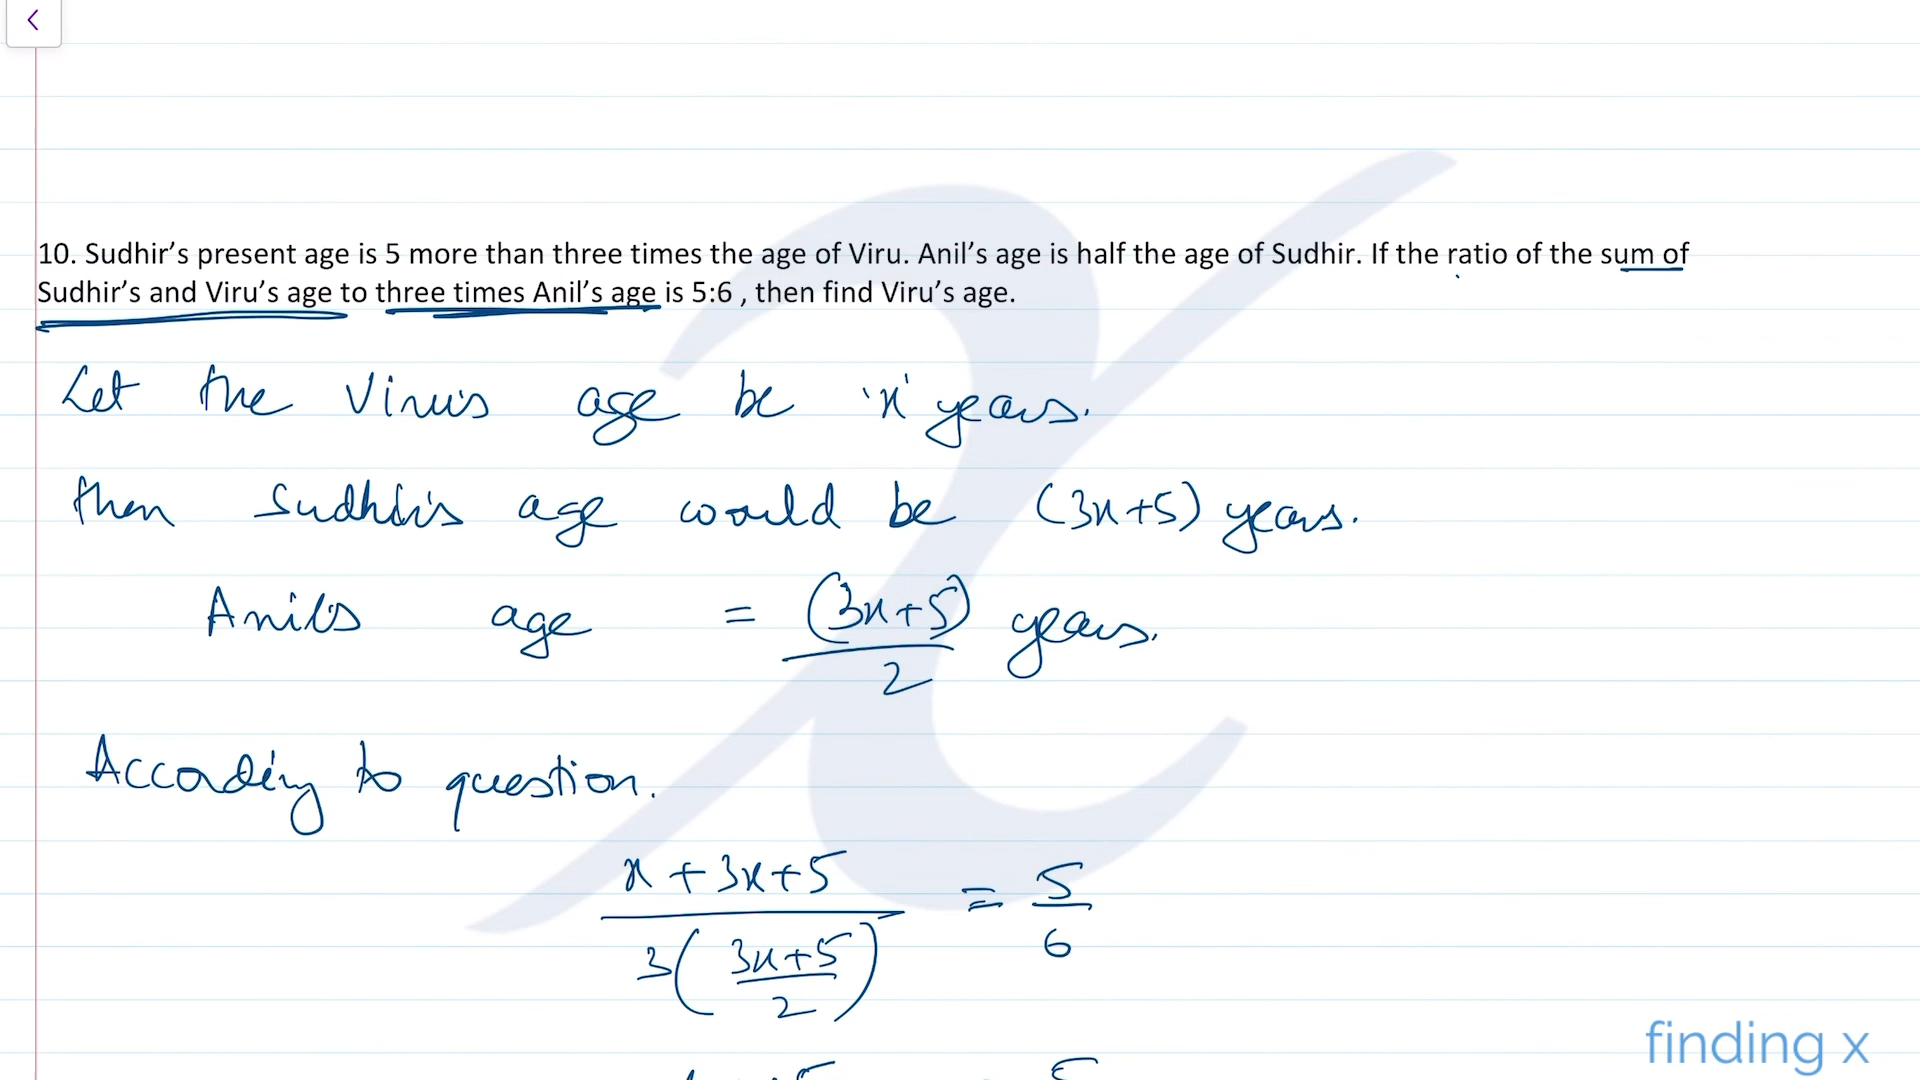 10. Sudhir’s present age is 5 more than three times the age of Viru. Anil’s age is half the age of Sudhir. If the ratio of the sum of
Sudhir’s and Viru’s age to three times Anil’s age is 5:6 , then find Viru’s age.
Let the Viru's age be 'x' years.
then Sudhir's age would be (3x+5) years.
Anil's age = (3x+5)/2 years.
According to question.
x + 3x+5 / 3(3x+5/2) = 5/6
finding x